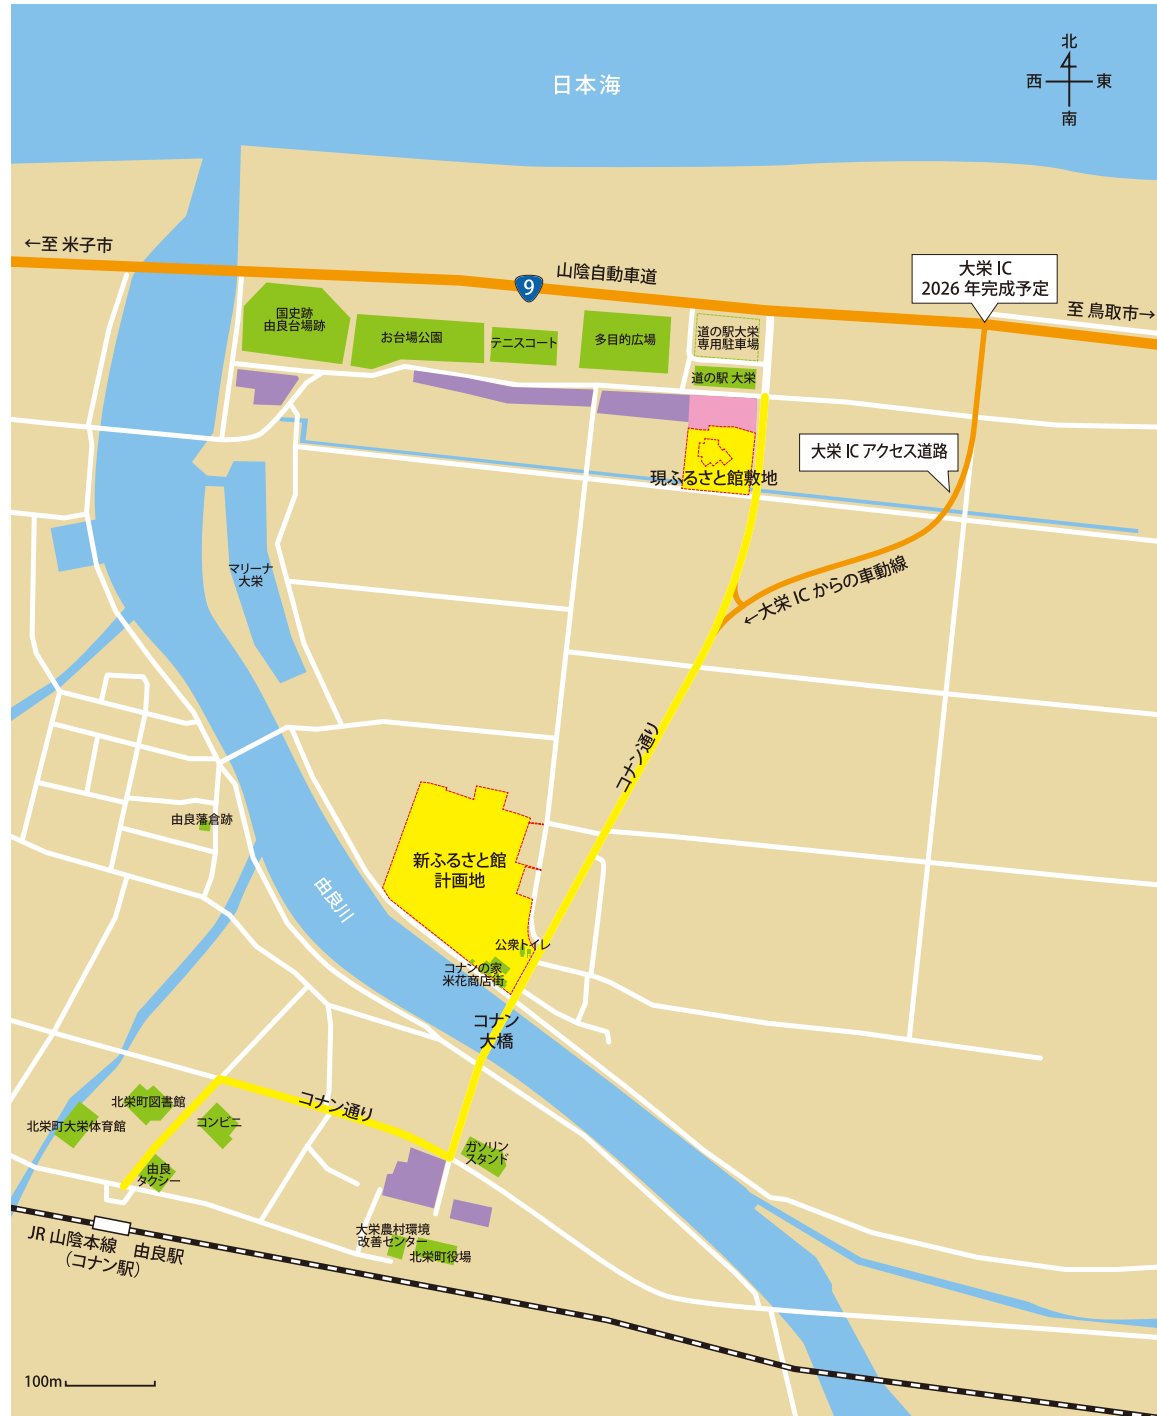 北
西
東
南
日本海
←至 米子市
山陰自動車道
9
大栄 IC
2026 年完成予定
至 鳥取市→
国史跡
由良台場跡
お台場公園
テニスコート
多目的広場
道の駅大栄
専用駐車場
道の駅 大栄
大栄 IC アクセス道路
現ふるさと館敷地
マリーナ
大栄
←大栄 IC からの車動線
コナン通り
由良藩倉跡
新ふるさと館
計画地
由良川
公衆トイレ
コナンの家
米花商店街
コナン
大橋
北栄町図書館
コナン通り
北栄町大栄体育館
コンビニ
ガソリン
スタンド
由良
タクシー
大栄農村環境
改善センター
北栄町役場
JR 山陰本線　由良駅
（コナン駅）
100m